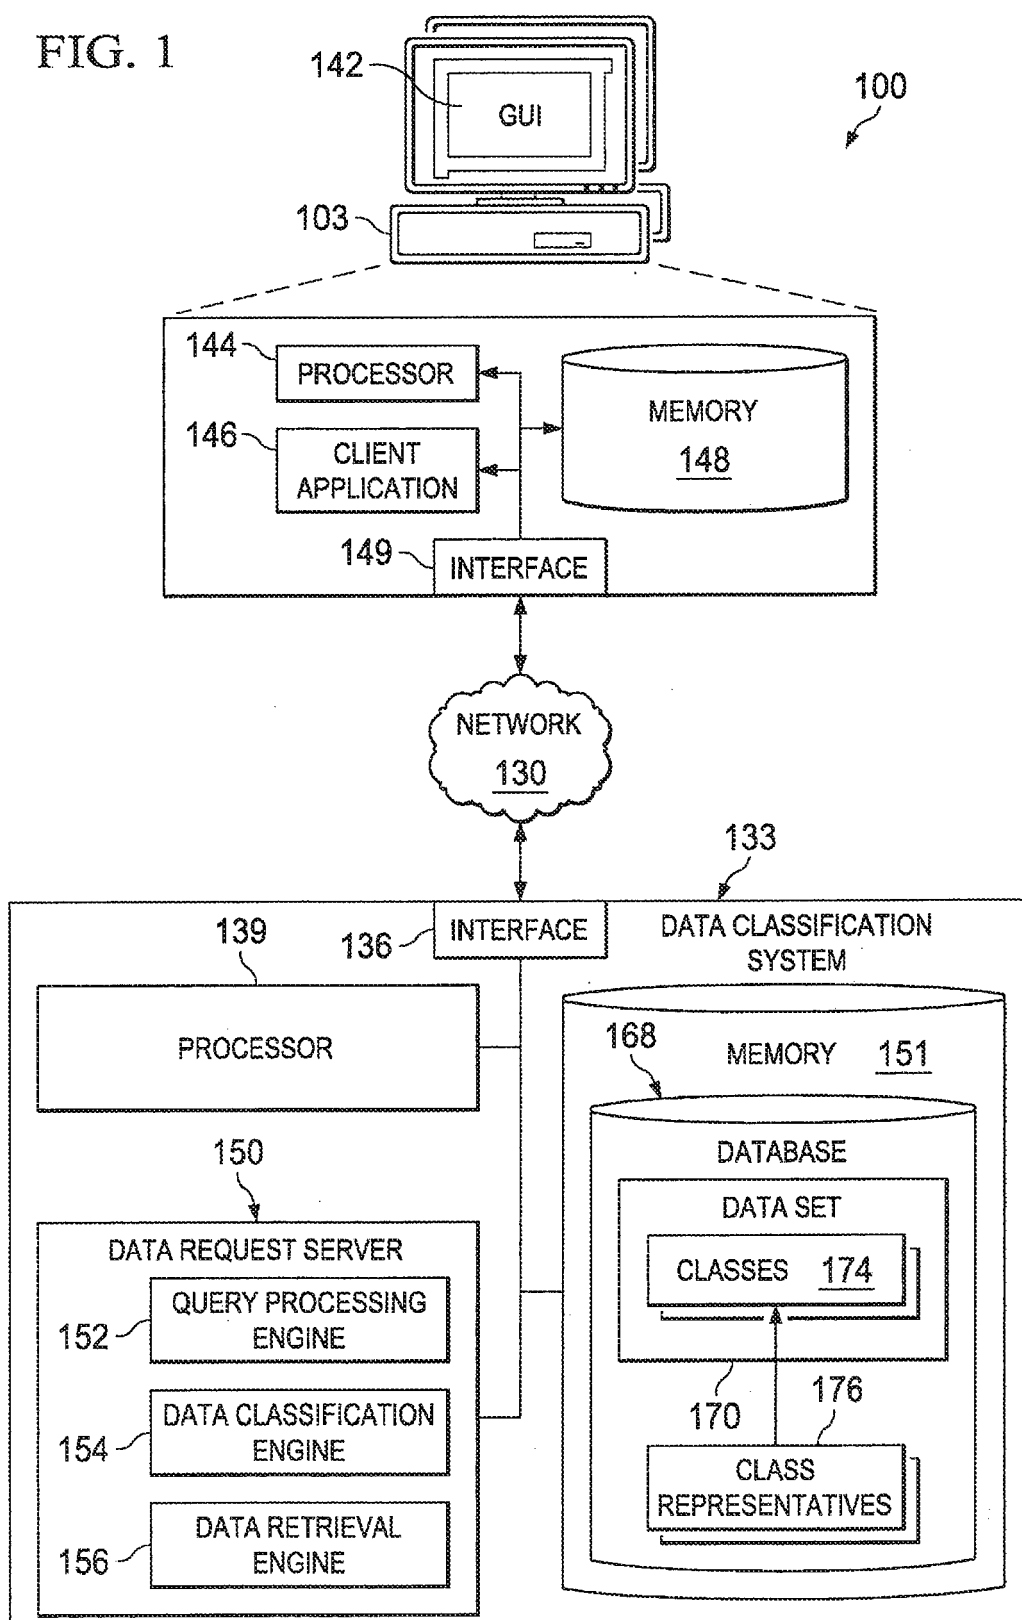 FIG. 1
142
GUI
100
103
144
PROCESSOR
146
CLIENT
APPLICATION
MEMORY
148
149
INTERFACE
NETWORK
130
133
136
INTERFACE
DATA CLASSIFICATION
SYSTEM
139
PROCESSOR
MEMORY 151
168
DATABASE
DATA SET
CLASSES 174
170
176
CLASS
REPRESENTATIVES
150
DATA REQUEST SERVER
152
QUERY PROCESSING
ENGINE
154
DATA CLASSIFICATION
ENGINE
156
DATA RETRIEVAL
ENGINE